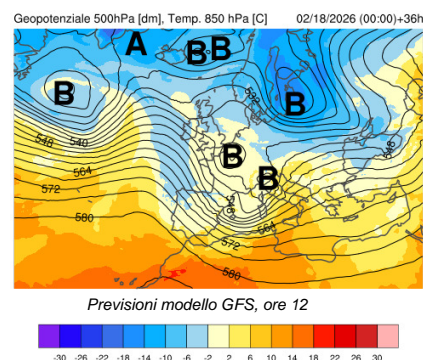 Geopotenziale 500hPa [dm], Temp. 850 hPa [C] 02/18/2026 (00:00)+36h
A B B
B B
B
B
540
548
564
572
580
548
548
564
572
580
Previsioni modello GFS, ore 12
-30 -26 -22 -18 -14 -10 -6 -2 2 6 10 14 18 22 26 30